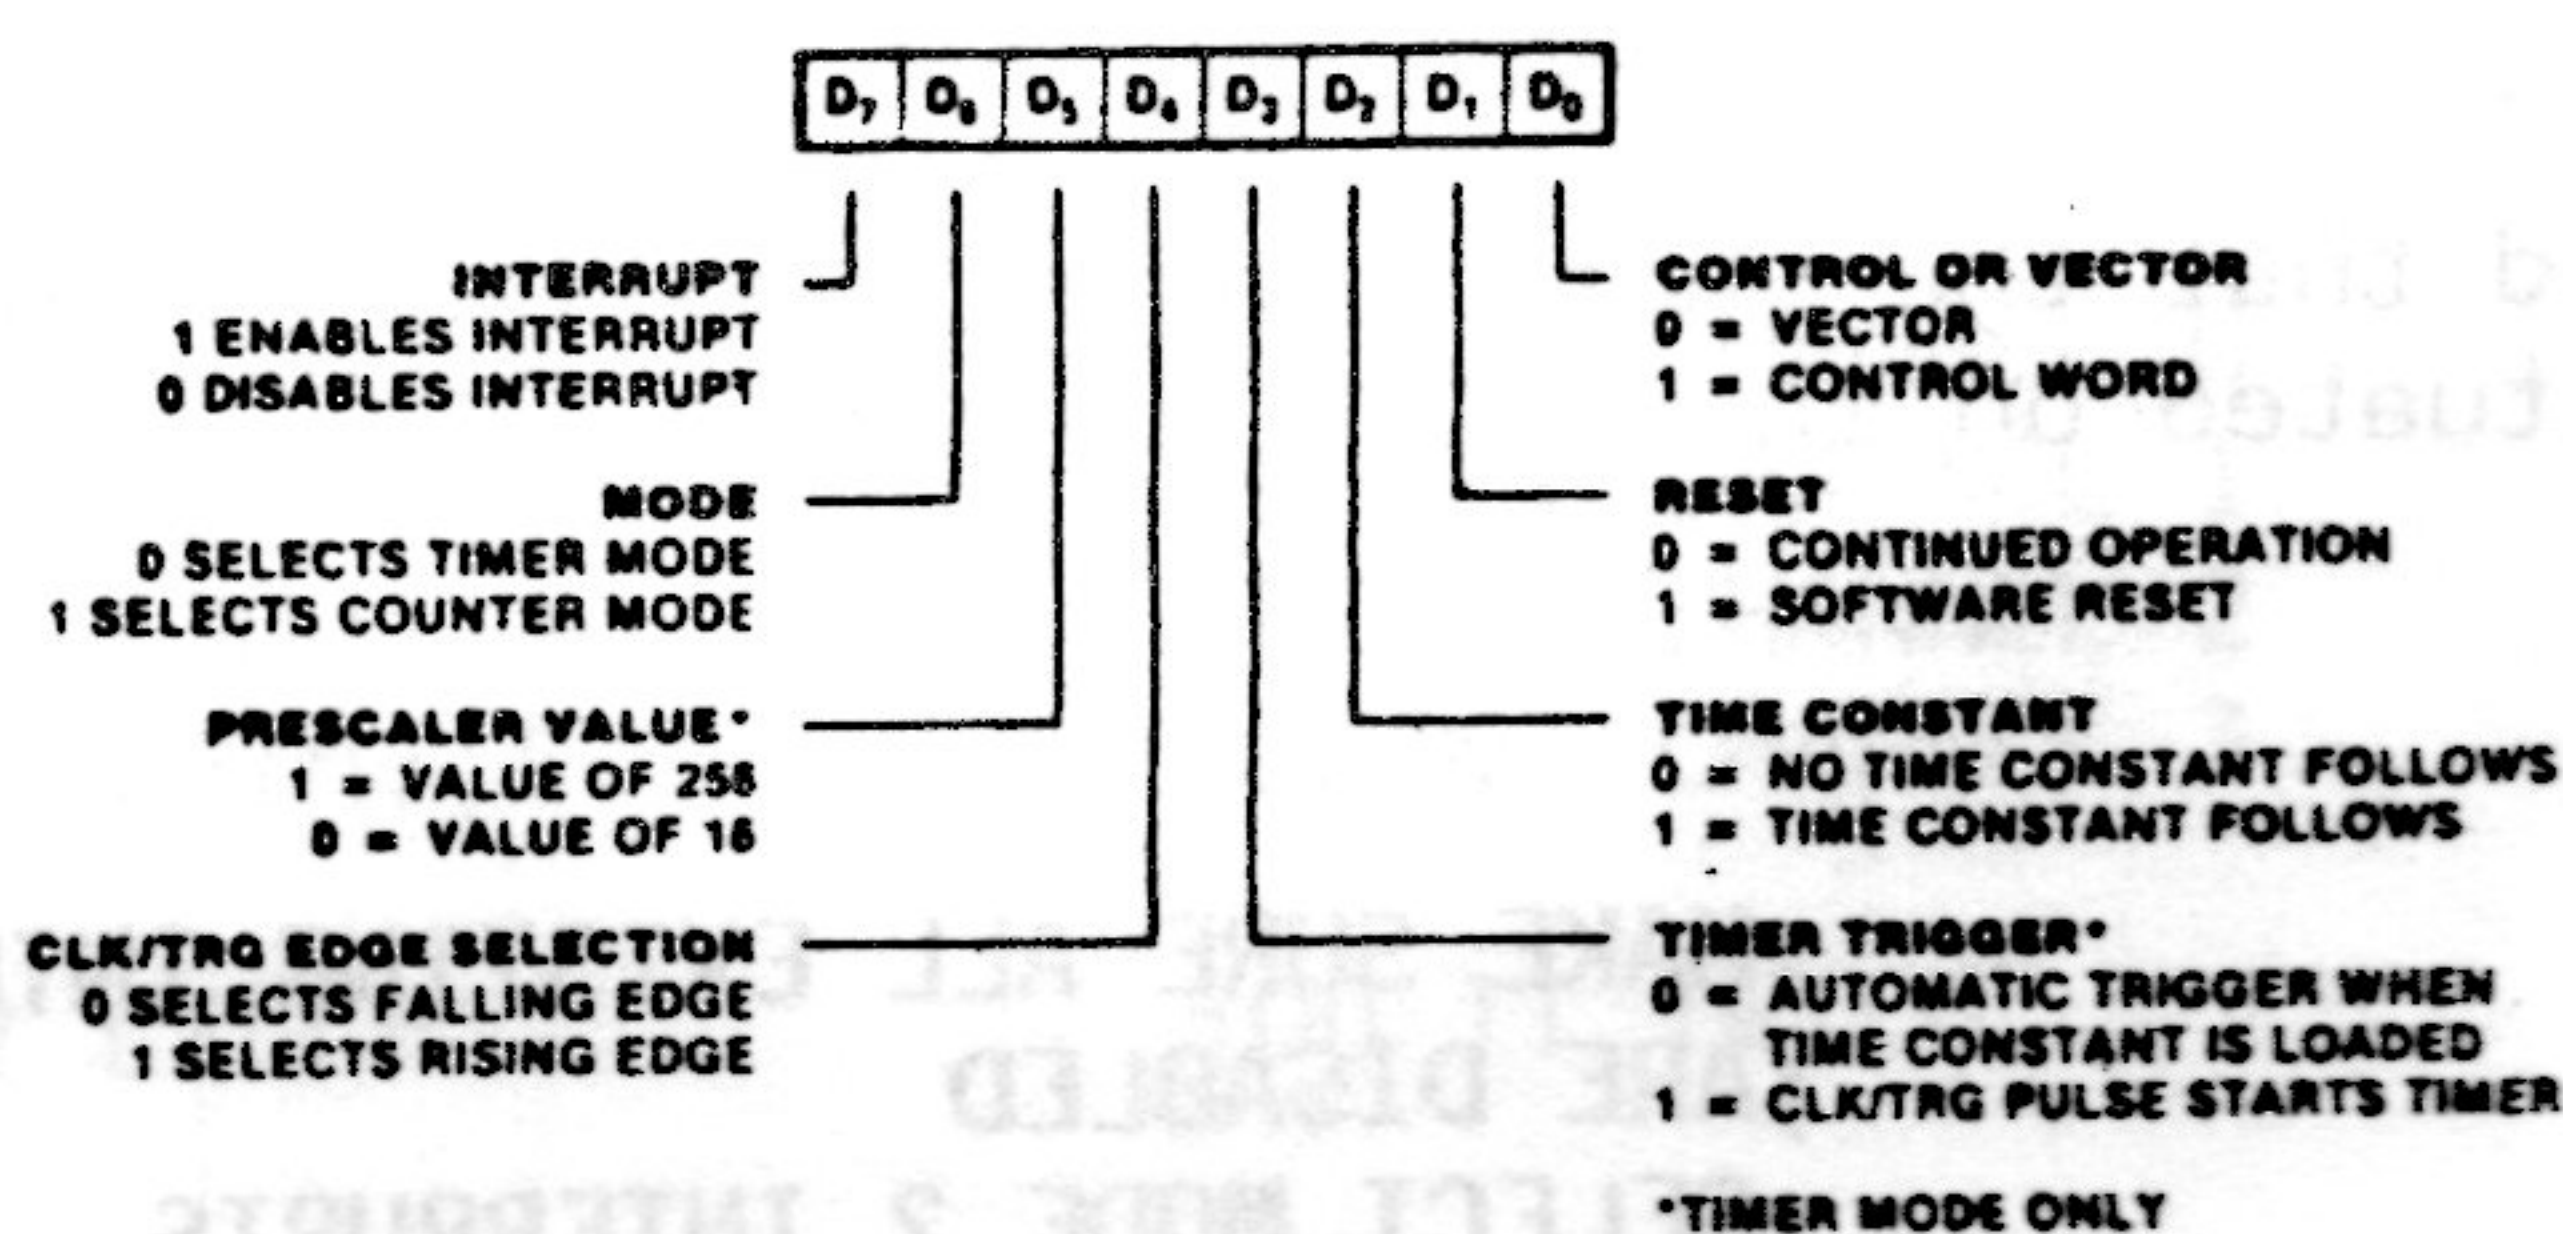 D7 D6 D5 D4 D3 D2 D1 D0
INTERRUPT
1 ENABLES INTERRUPT
0 DISABLES INTERRUPT
MODE
0 SELECTS TIMER MODE
1 SELECTS COUNTER MODE
PRESCALER VALUE*
1 = VALUE OF 256
0 = VALUE OF 16
CLK/TRG EDGE SELECTION
0 SELECTS FALLING EDGE
1 SELECTS RISING EDGE
CONTROL OR VECTOR
0 = VECTOR
1 = CONTROL WORD
RESET
0 = CONTINUED OPERATION
1 = SOFTWARE RESET
TIME CONSTANT
0 = NO TIME CONSTANT FOLLOWS
1 = TIME CONSTANT FOLLOWS
TIMER TRIGGER*
0 = AUTOMATIC TRIGGER WHEN
TIME CONSTANT IS LOADED
1 = CLK/TRG PULSE STARTS TIMER
*TIMER MODE ONLY